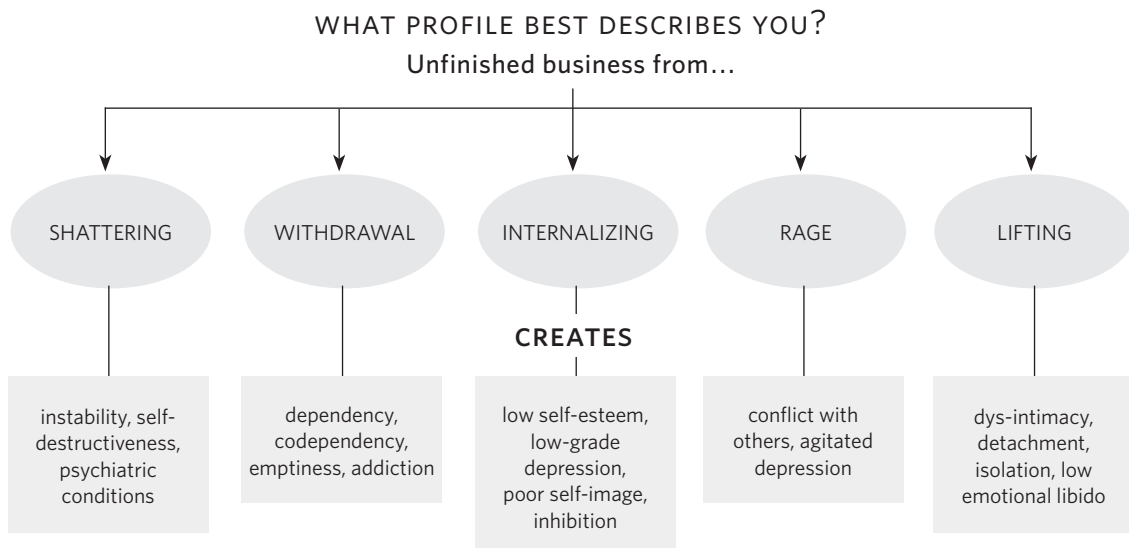 WHAT PROFILE BEST DESCRIBES YOU?
Unfinished business from…
SHATTERING
WITHDRAWAL
INTERNALIZING
RAGE
LIFTING
CREATES
instability, self-
destructiveness,
psychiatric
conditions
dependency,
codependency,
emptiness, addiction
low self-esteem,
low-grade
depression,
poor self-image,
inhibition
conflict with
others, agitated
depression
dys-intimacy,
detachment,
isolation, low
emotional libido